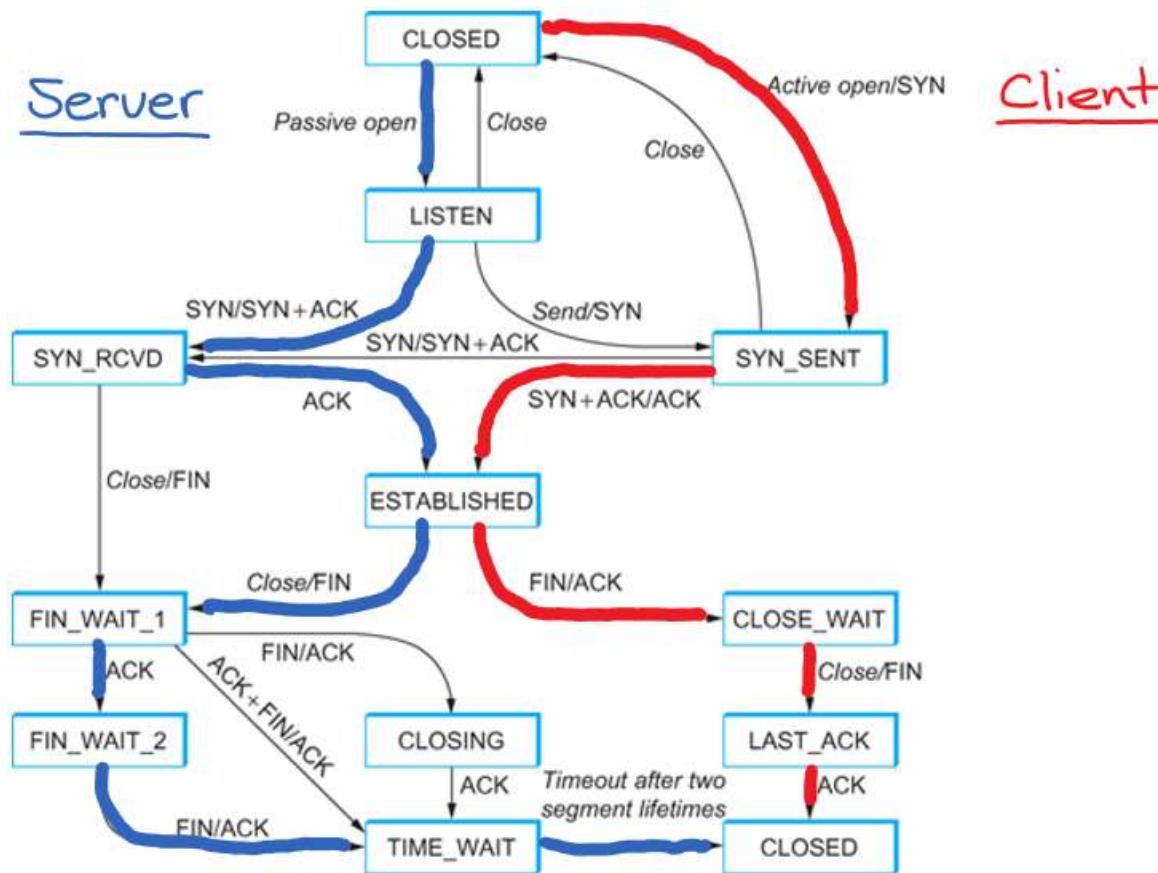 CLOSED
Server
Active open/SYN
Client
Passive open
Close
Close
LISTEN
SYN/SYN + ACK
Send/SYN
SYN/SYN + ACK
SYN_RCVD
SYN_SENT
ACK
SYN + ACK/ACK
Close/FIN
ESTABLISHED
Close/FIN
FIN/ACK
FIN_WAIT_1
CLOSE_WAIT
FIN/ACK
ACK
ACK + FIN/ACK
Close/FIN
FIN_WAIT_2
CLOSING
LAST_ACK
ACK
Timeout after two
segment lifetimes
ACK
FIN/ACK
TIME_WAIT
CLOSED